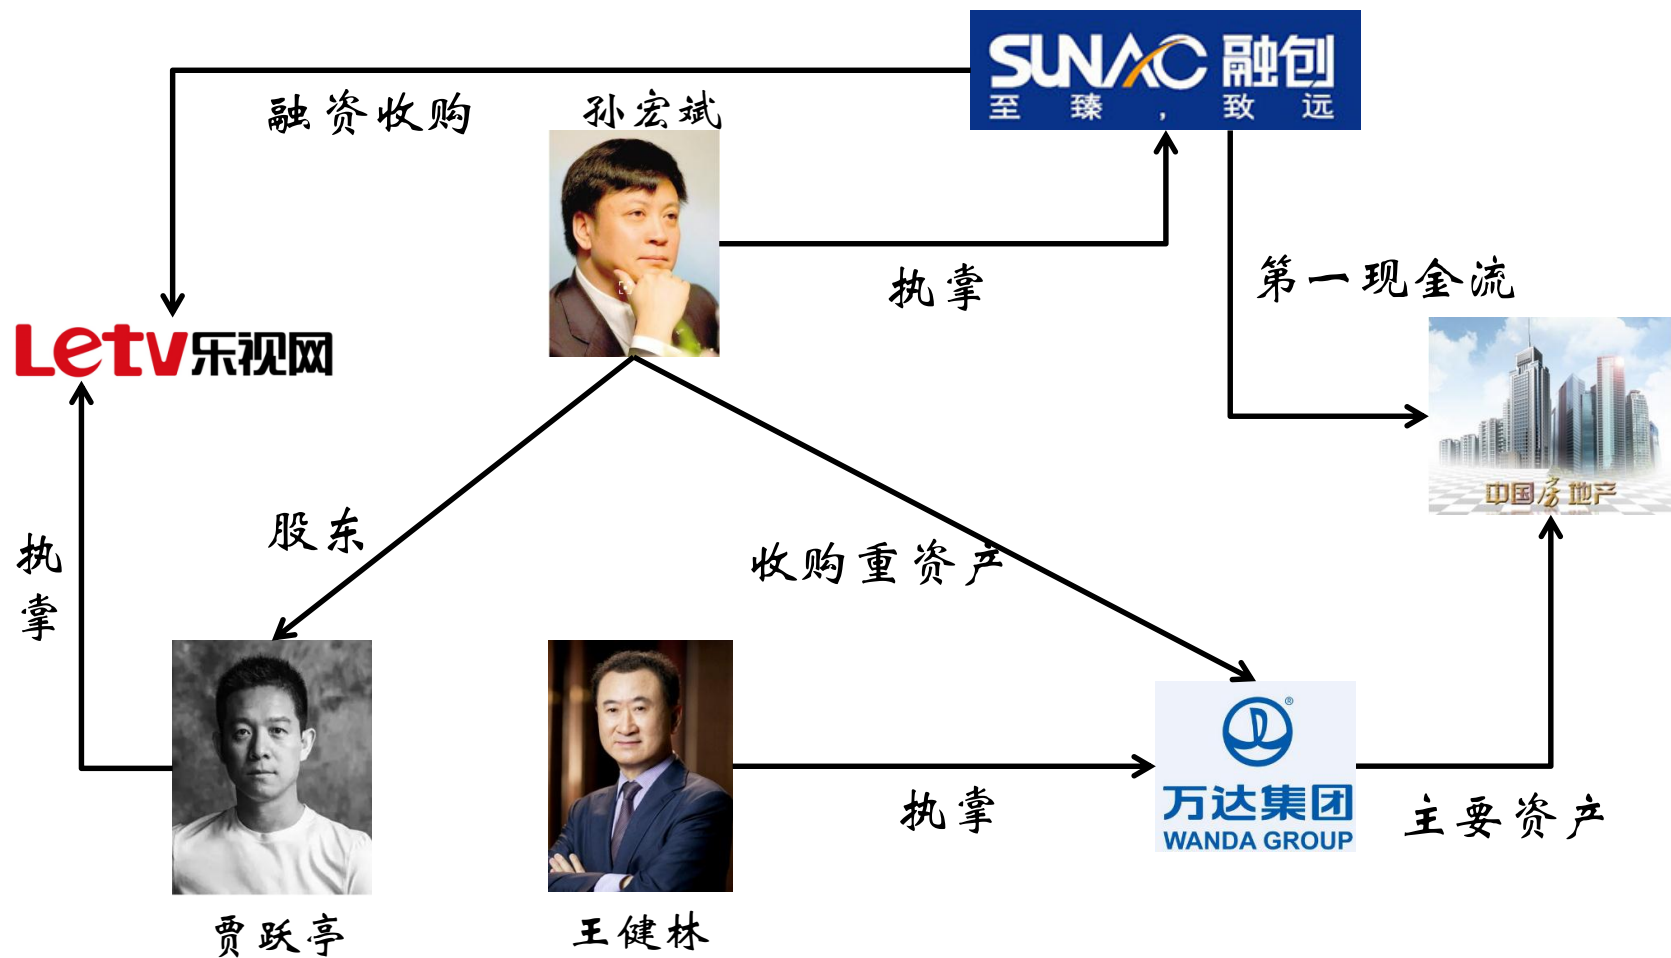 SUNAC 融创
至臻，致远
融资收购
孙宏斌
执掌
第一现金流
Letv乐视网
中国房地产
股东
收购重资产
执掌
®
万达集团
WANDA GROUP
执掌
主要资产
贾跃亭
王健林